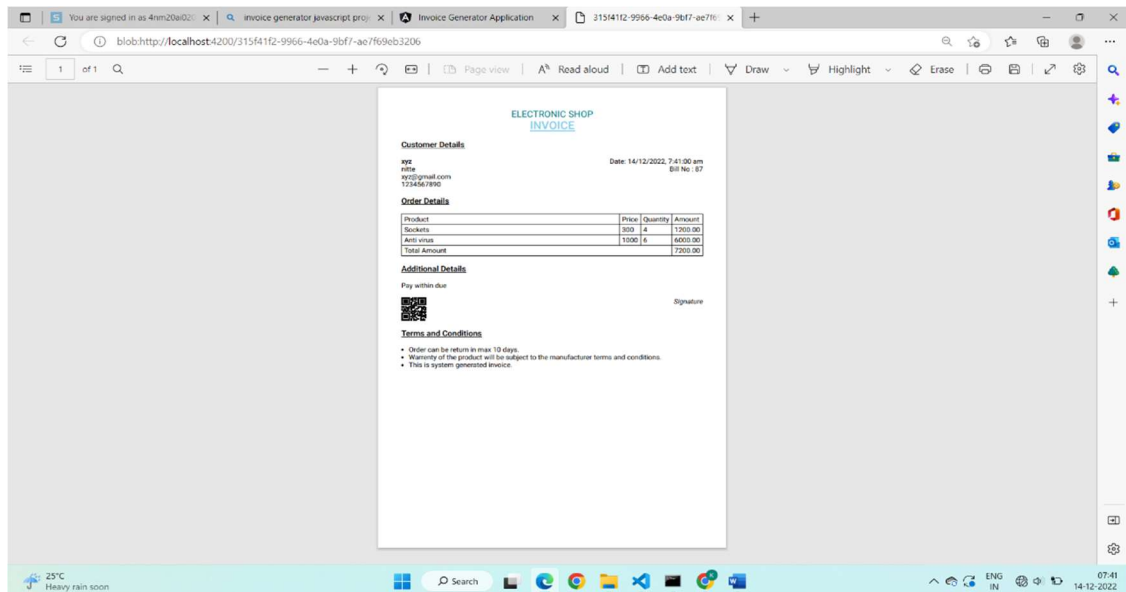 You are signed in as 4nm20ai02
invoice generator javascript proj
Invoice Generator Application
315f41f2-9966-4e0a-9bf7-ae7f6
blob:http://localhost:4200/315f41f2-9966-4e0a-9bf7-ae7f69eb3206
1 of 1 Page view Read aloud Add text Draw Highlight Erase
ELECTRONIC SHOP
INVOICE
Customer Details
xyz Date: 14/12/2022, 7:41:00 am
nitte Bill No : 87
xyz@gmail.com
1234567890
Order Details
Product Price Quantity Amount
Sockets 300 4 1200.00
Anti virus 1000 6 6000.00
Total Amount 7200.00
Additional Details
Pay within due
Signature
Terms and Conditions
• Order can be return in max 10 days.
• Warrenty of the product will be subject to the manufacturer terms and conditions.
• This is system generated invoice.
25°C
Heavy rain soon
Search
ENG
IN
07:41
14-12-2022